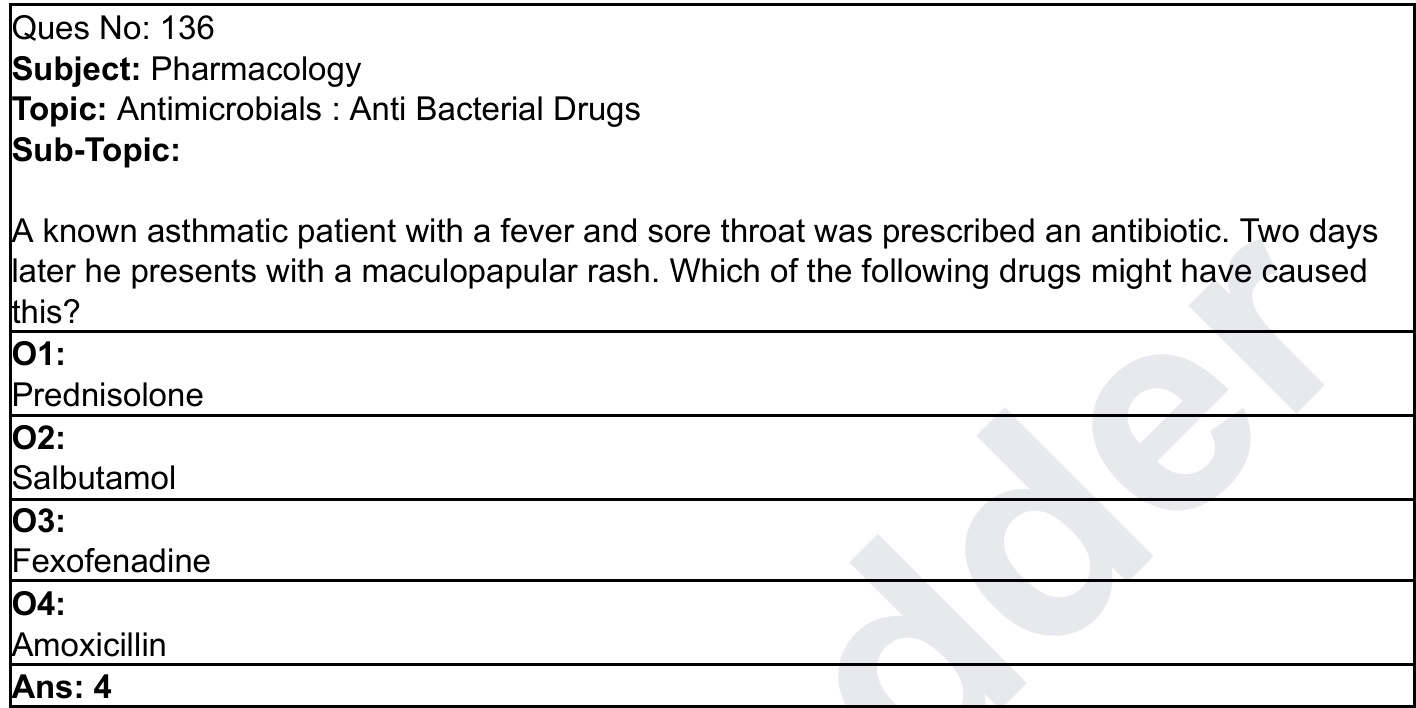 Ques No: 136
Subject: Pharmacology
Topic: Antimicrobials : Anti Bacterial Drugs
Sub-Topic:
A known asthmatic patient with a fever and sore throat was prescribed an antibiotic. Two days
later he presents with a maculopapular rash. Which of the following drugs might have caused
this?
O1:
Prednisolone
O2:
Salbutamol
O3:
Fexofenadine
O4:
Amoxicillin
Ans: 4
dder